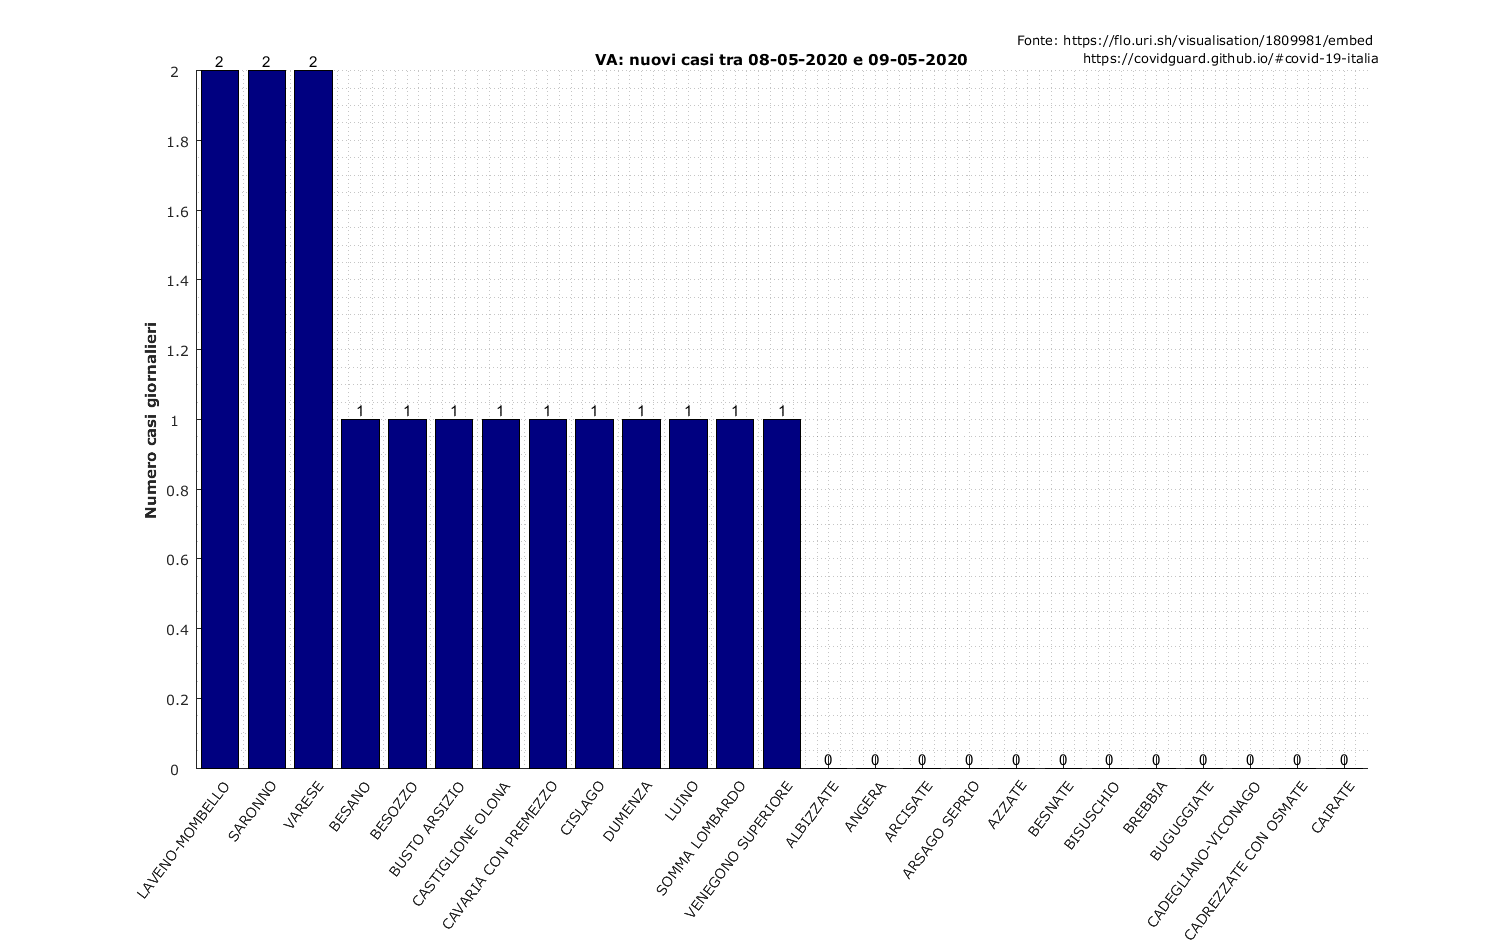 Fonte: https://flo.uri.sh/visualisation/1809981/embed
https://covidguard.github.io/#covid-19-italia
VA: nuovi casi tra 08-05-2020 e 09-05-2020
Numero casi giornalieri
2
1.8
1.6
1.4
1.2
1
0.8
0.6
0.4
0.2
0
2 2 2 1 1 1 1 1 1 1 1 1 1 0 0 0 0 0 0 0 0 0 0 0 0
LAVENO-MOMBELLO
SARONNO
VARESE
BESANO
BESOZZO
BUSTO ARSIZIO
CASTIGLIONE OLONA
CAVARIA CON PREMEZZO
CISLAGO
DUMENZA
LUINO
SOMMA LOMBARDO
VENEGONO SUPERIORE
ALBIZZATE
ANGERA
ARCISATE
ARSAGO SEPRIO
AZZATE
BESNATE
BISUSCHIO
BREBBIA
BUGUGGIATE
CADEGLIANO-VICONAGO
CADREZZATE CON OSMATE
CAIRATE